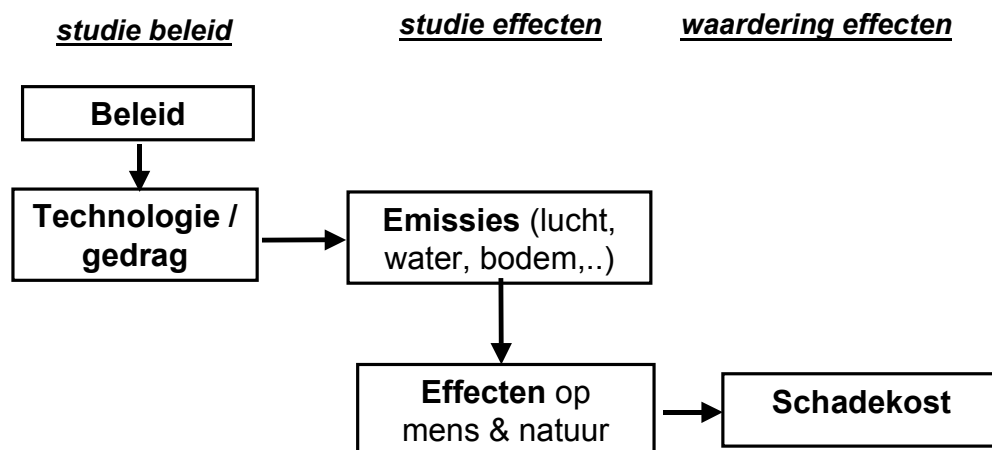 studie beleid
studie effecten
waardering effecten
Beleid
Technologie /
gedrag
Emissies (lucht,
water, bodem,..)
Effecten op
mens & natuur
Schadekost